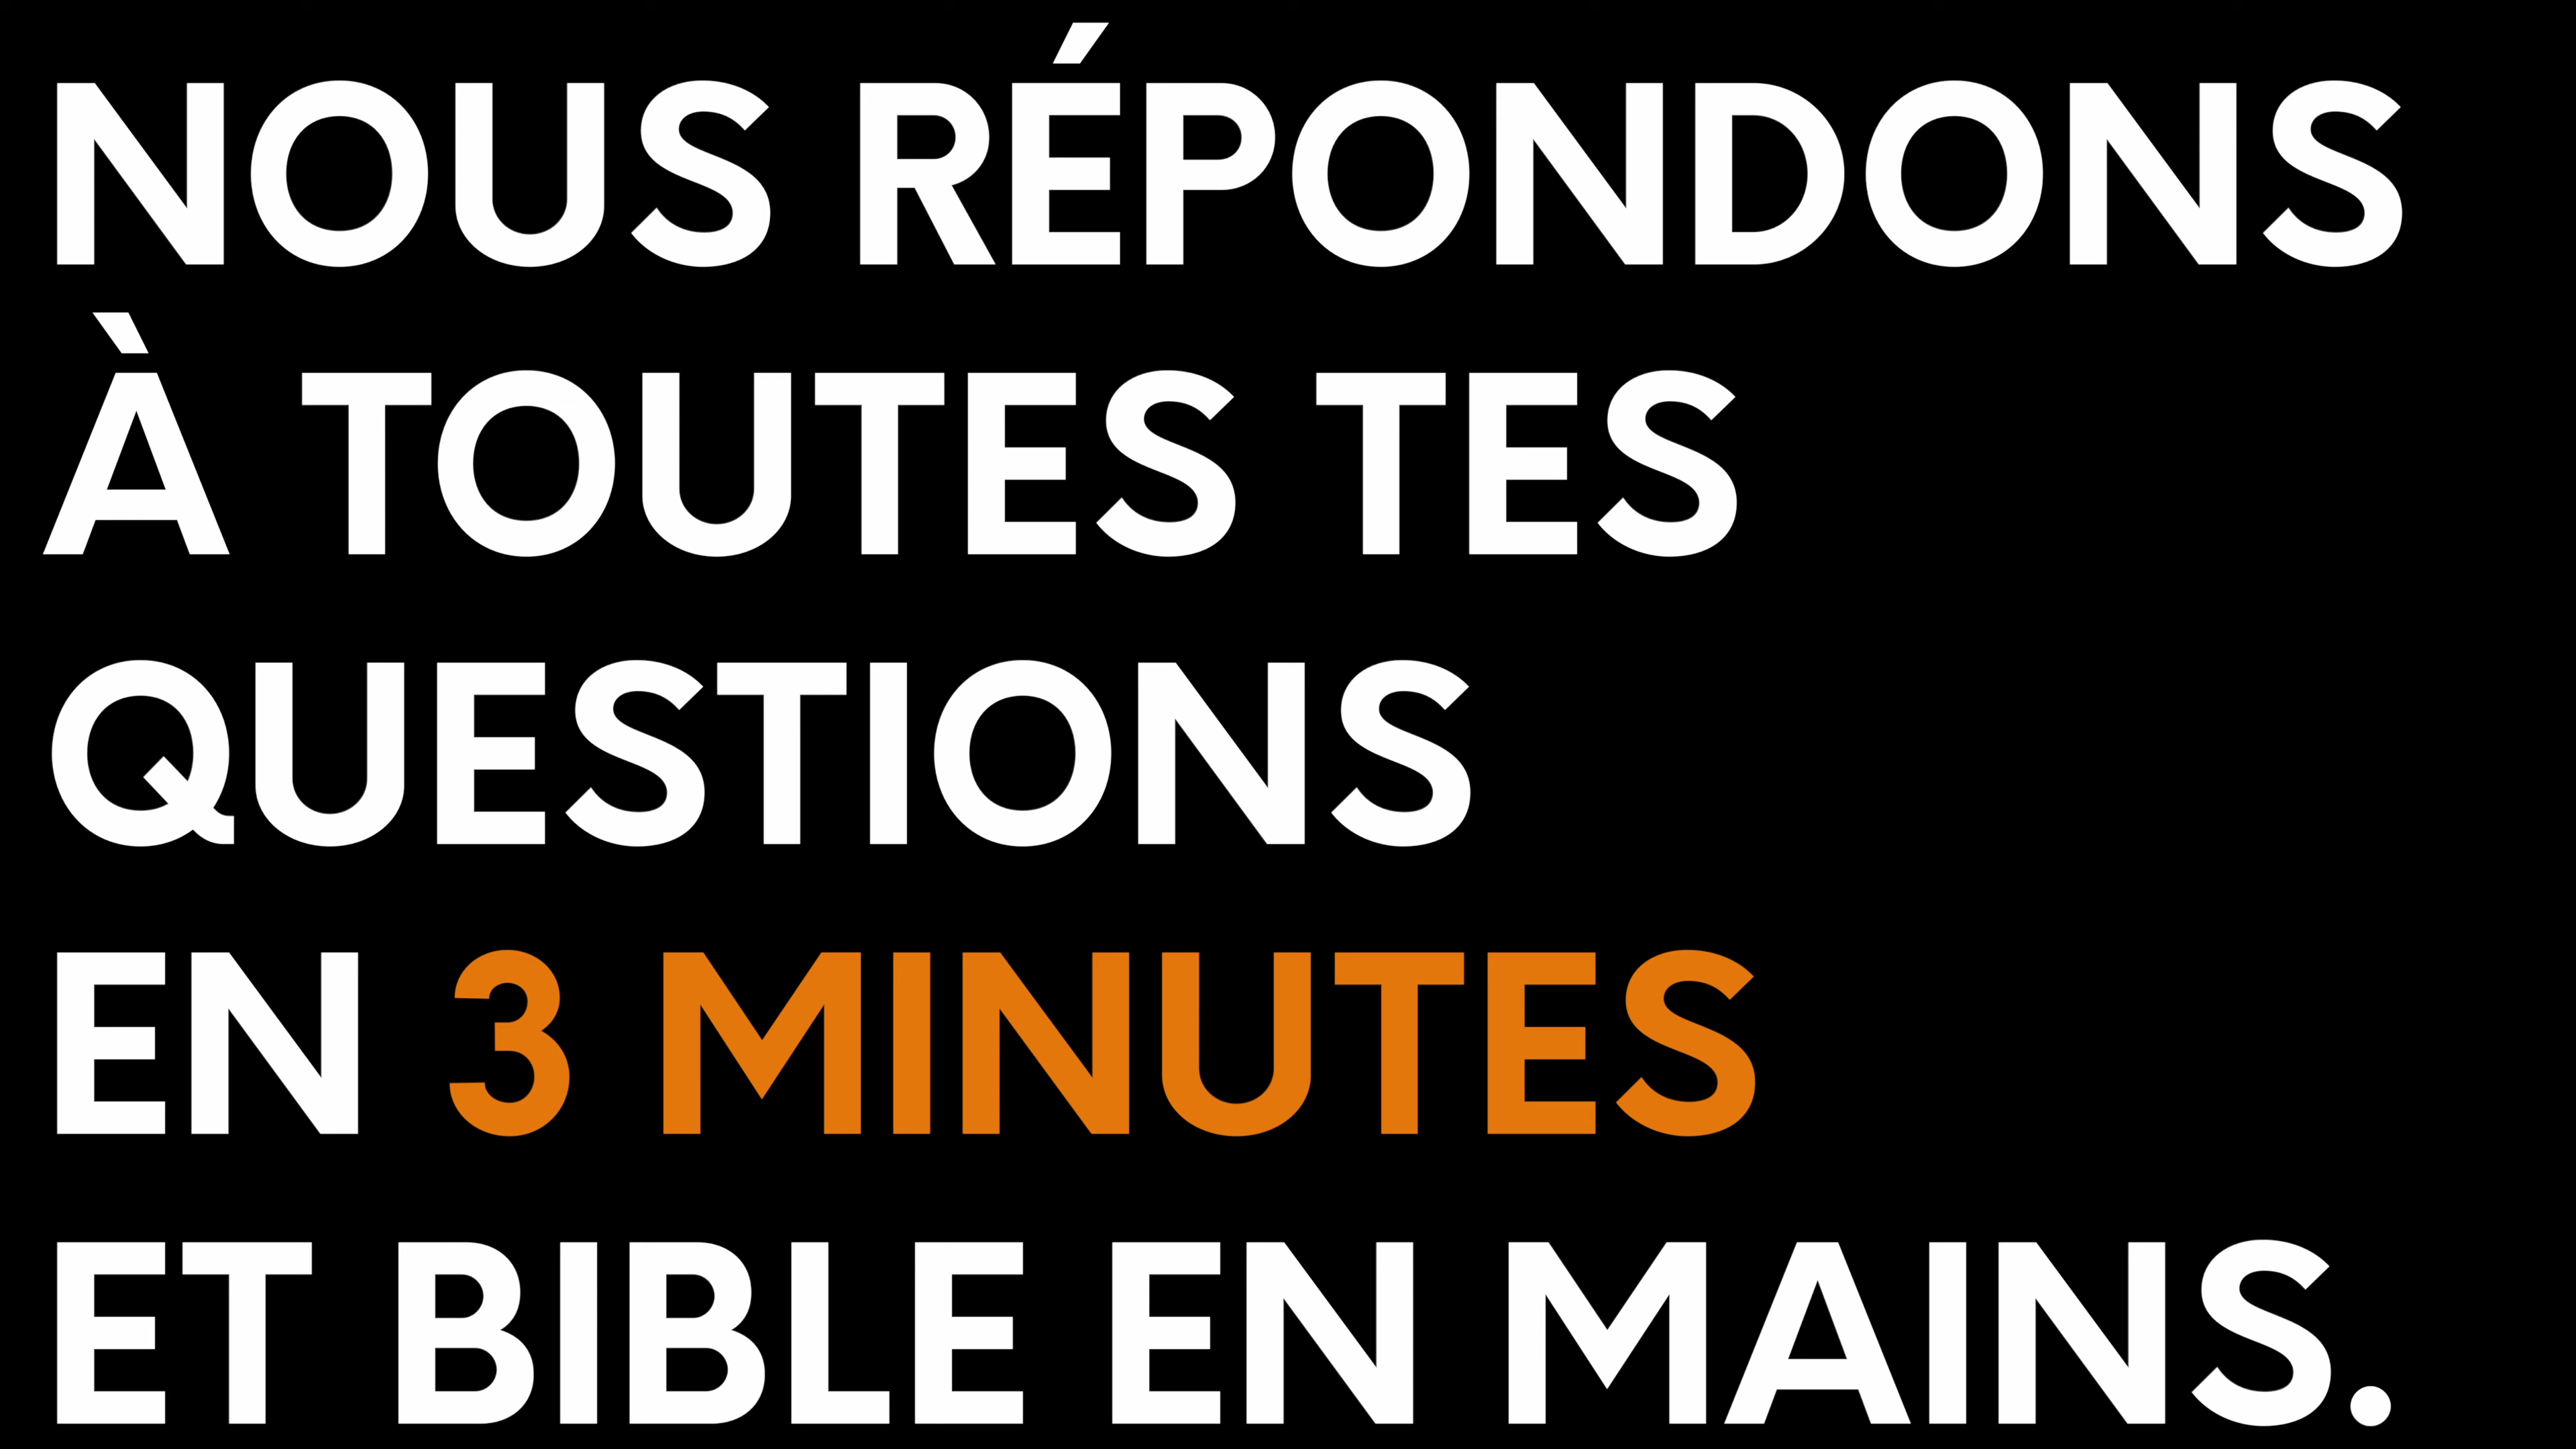 NOUS RÉPONDONS
À TOUTES TES
QUESTIONS
EN 3 MINUTES
ET BIBLE EN MAINS.